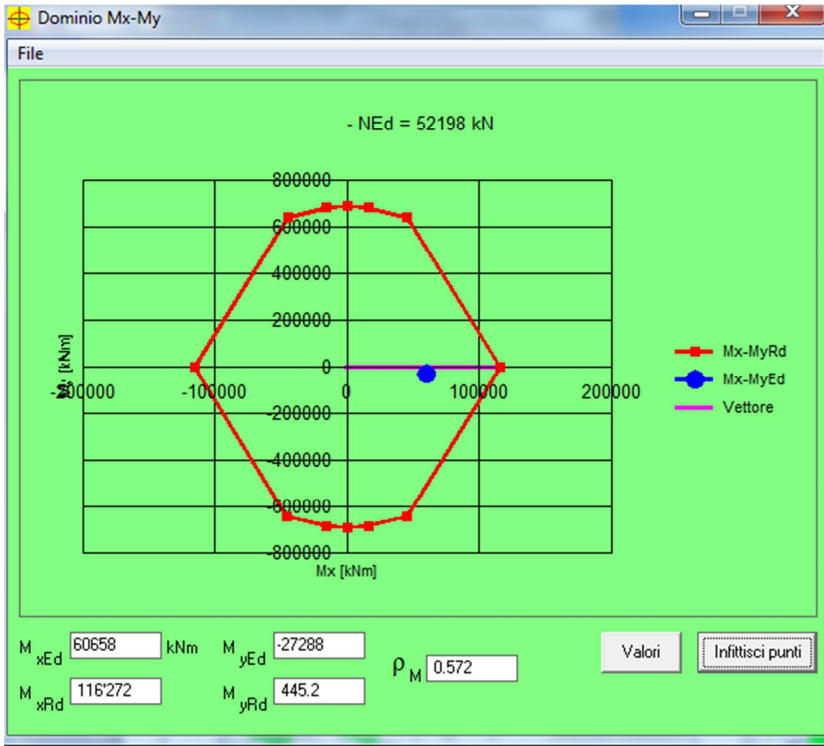 Dominio Mx-My
File
- NEd = 52198 kN
800000
600000
400000
200000
0
-200000 -100000 0 100000 200000
-200000
-400000
-600000
-800000
[kNm]
Mx [kNm]
Mx-MyRd
Mx-MyEd
Vettore
M xEd 60658 kNm M yEd -27288
ρ M 0.572
Valori Infittisci punti
M xRd 116'272 M yRd 445.2